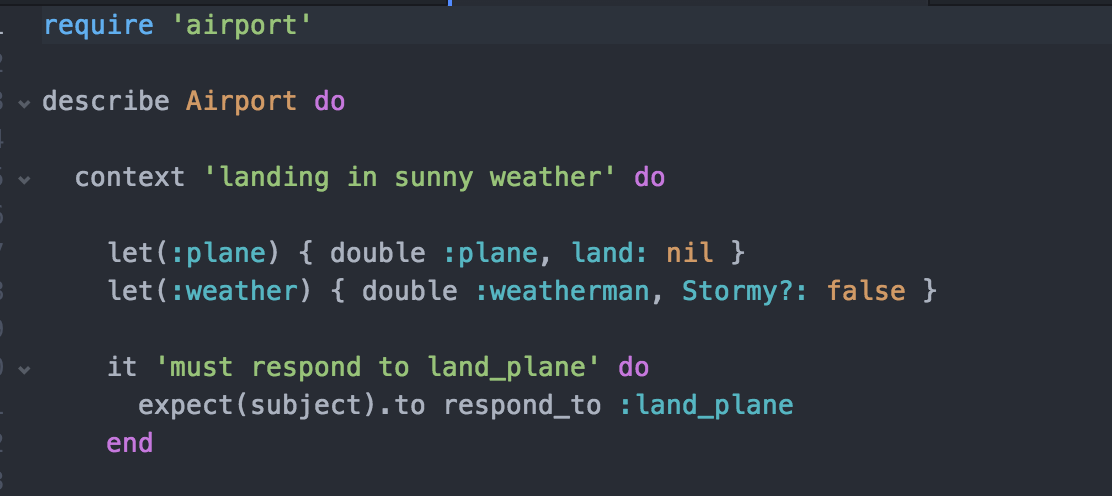 require 'airport'
describe Airport do
context 'landing in sunny weather' do
let(:plane) { double :plane, land: nil }
let(:weather) { double :weatherman, Stormy?: false }
it 'must respond to land_plane' do
expect(subject).to respond_to :land_plane
end